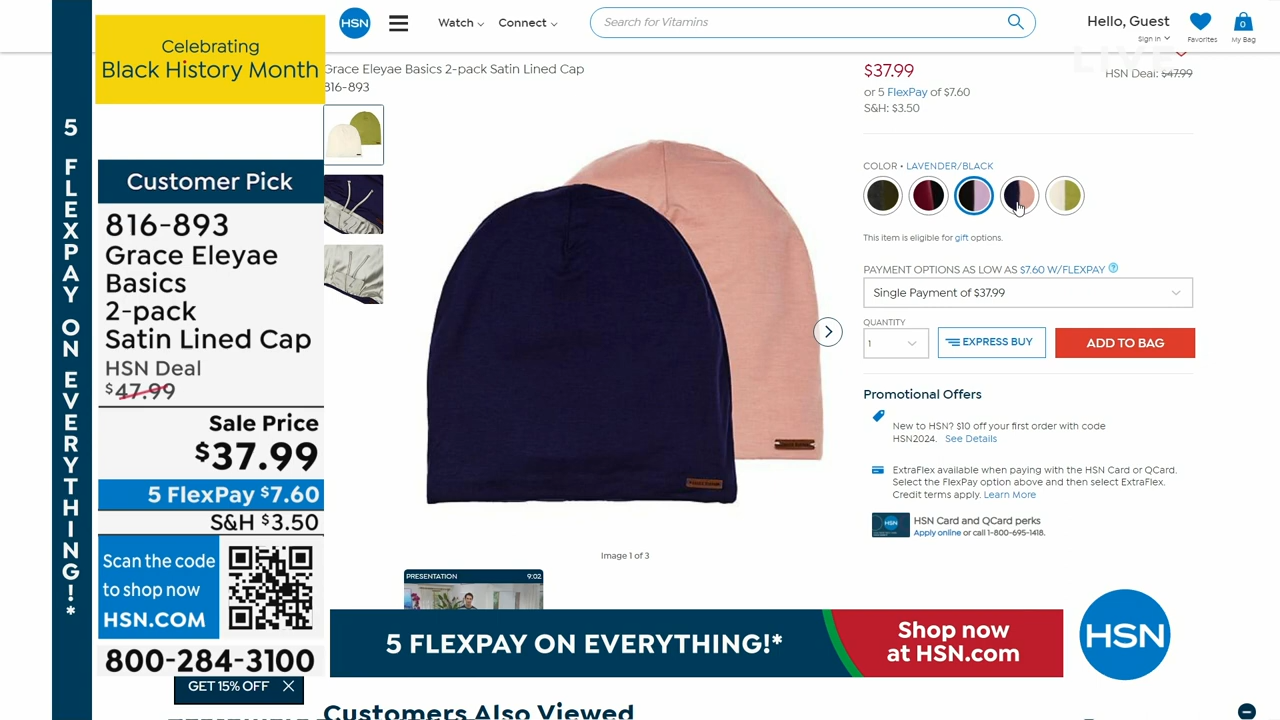 5 FLEXPAY ON EVERYTHING!*
Celebrating
Black History Month
Customer Pick
816-893
Grace Eleyae
Basics
2-pack
Satin Lined Cap
HSN Deal
$47.99
Sale Price
$37.99
5 FlexPay $7.60
S&H $3.50
Scan the code
to shop now
HSN.COM
800-284-3100
GET 15% OFF
HSN
Watch
Connect
Search for Vitamins
Hello, Guest
Sign in
Favorites
0
My Bag
LIVE
Grace Eleyae Basics 2-pack Satin Lined Cap
816-893
$37.99
HSN Deal: $47.99
or 5 FlexPay of $7.60
S&H: $3.50
COLOR • LAVENDER/BLACK
This item is eligible for gift options.
PAYMENT OPTIONS AS LOW AS $7.60 W/FLEXPAY ?
Single Payment of $37.99
QUANTITY
1
EXPRESS BUY
ADD TO BAG
Promotional Offers
New to HSN? $10 off your first order with code
HSN2024. See Details
ExtraFlex available when paying with the HSN Card or QCard.
Select the FlexPay option above and then select ExtraFlex.
Credit terms apply. Learn More
HSN
HSN Card and QCard perks
Apply online or call 1-800-695-1418.
Image 1 of 3
PRESENTATION 9:02
5 FLEXPAY ON EVERYTHING!*
Shop now
at HSN.com
HSN
Customers Also Viewed